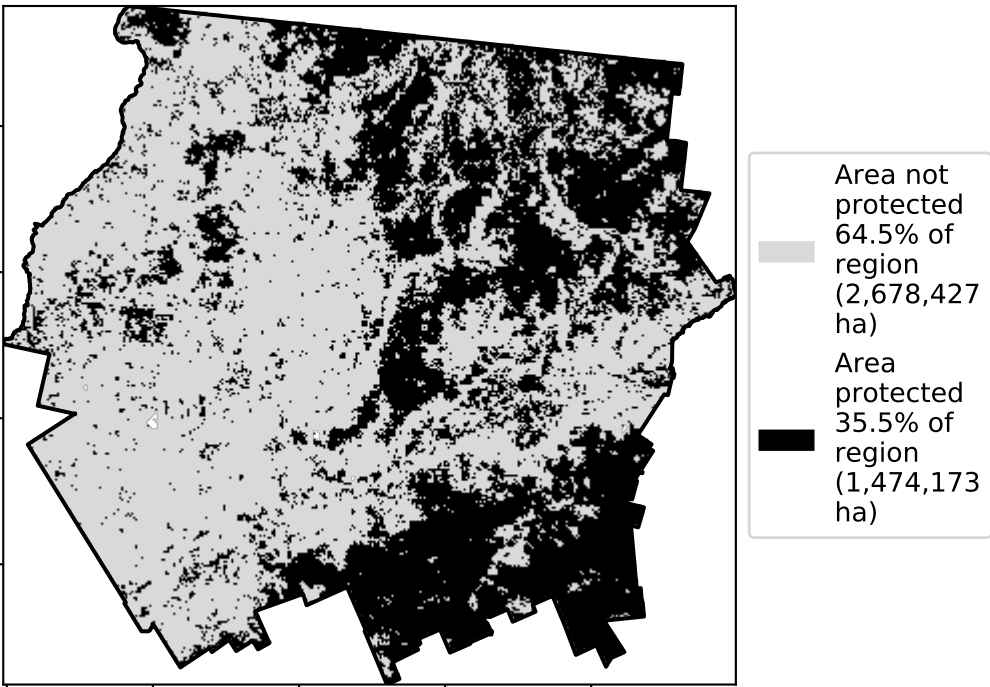 Area not
protected
64.5% of
region
(2,678,427
ha)
Area
protected
35.5% of
region
(1,474,173
ha)